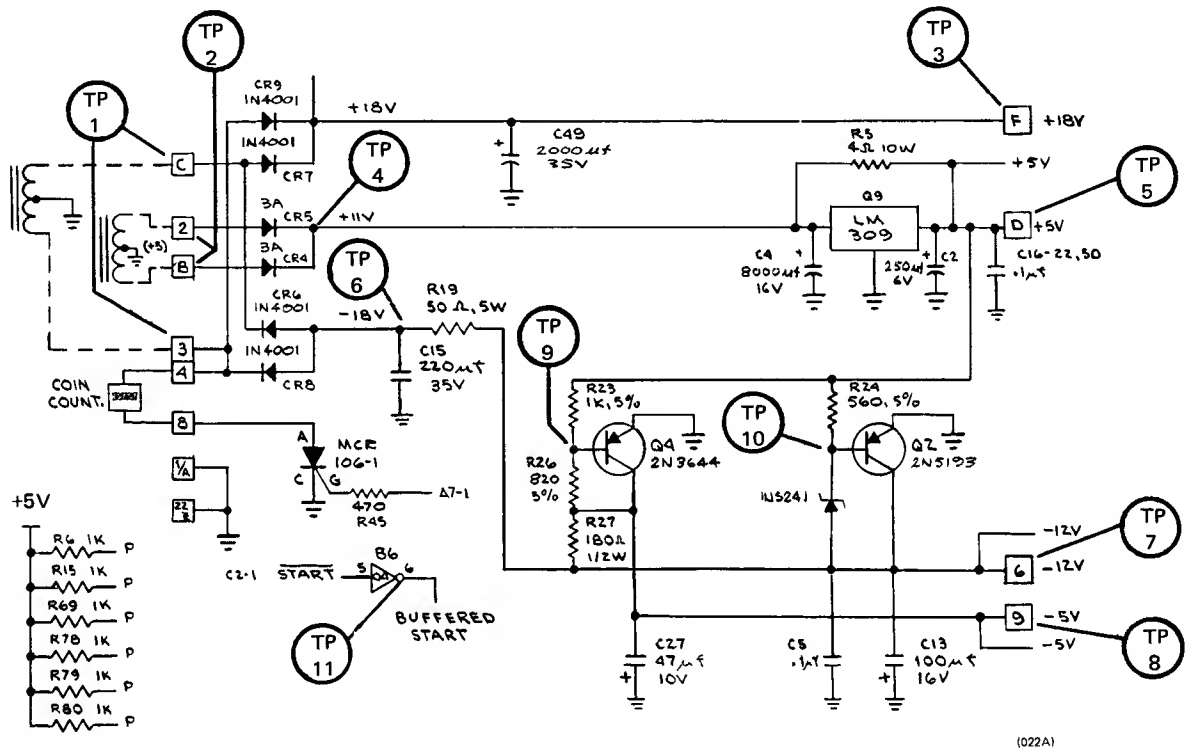 TP
2
TP
1
TP
3
CR9
1N4001
+18V
F
+18V
1N4001
C
CR7
+
C49
2000µf
35V
TP
4
R3
4Ω 10W
+5V
TP
5
3A
2
CR5
+11V
Q9
LM
309
D
+5V
(+5)
3A
B
CR4
+
C4
8000µf
16V
+
C2
250µf
6V
C16-22,50
.1µf
CR6
1N4001
TP
6
-18V
R19
50Ω, 5W
3
1N4001
4
CR8
C15
220µf
35V
TP
9
COIN
COUNT.
8
A
MCR
106-1
C
G
470
R45
A7-1
R23
1K, 5%
Q4
2N3644
R26
820
5%
R27
180Ω
1/2W
TP
10
R24
560, 5%
Q2
2N5193
1N5241
1/A
22/Z
+5V
R6 1K P
R15 1K P
R69 1K P
R78 1K P
R79 1K P
R80 1K P
C2-1
START
5
B6
04
6
BUFFERED
START
TP
11
-12V
6
-12V
TP
7
9
-5V
-5V
TP
8
C27
47µf
10V
+
C5
.1µf
C13
100µf
16V
+
(022A)